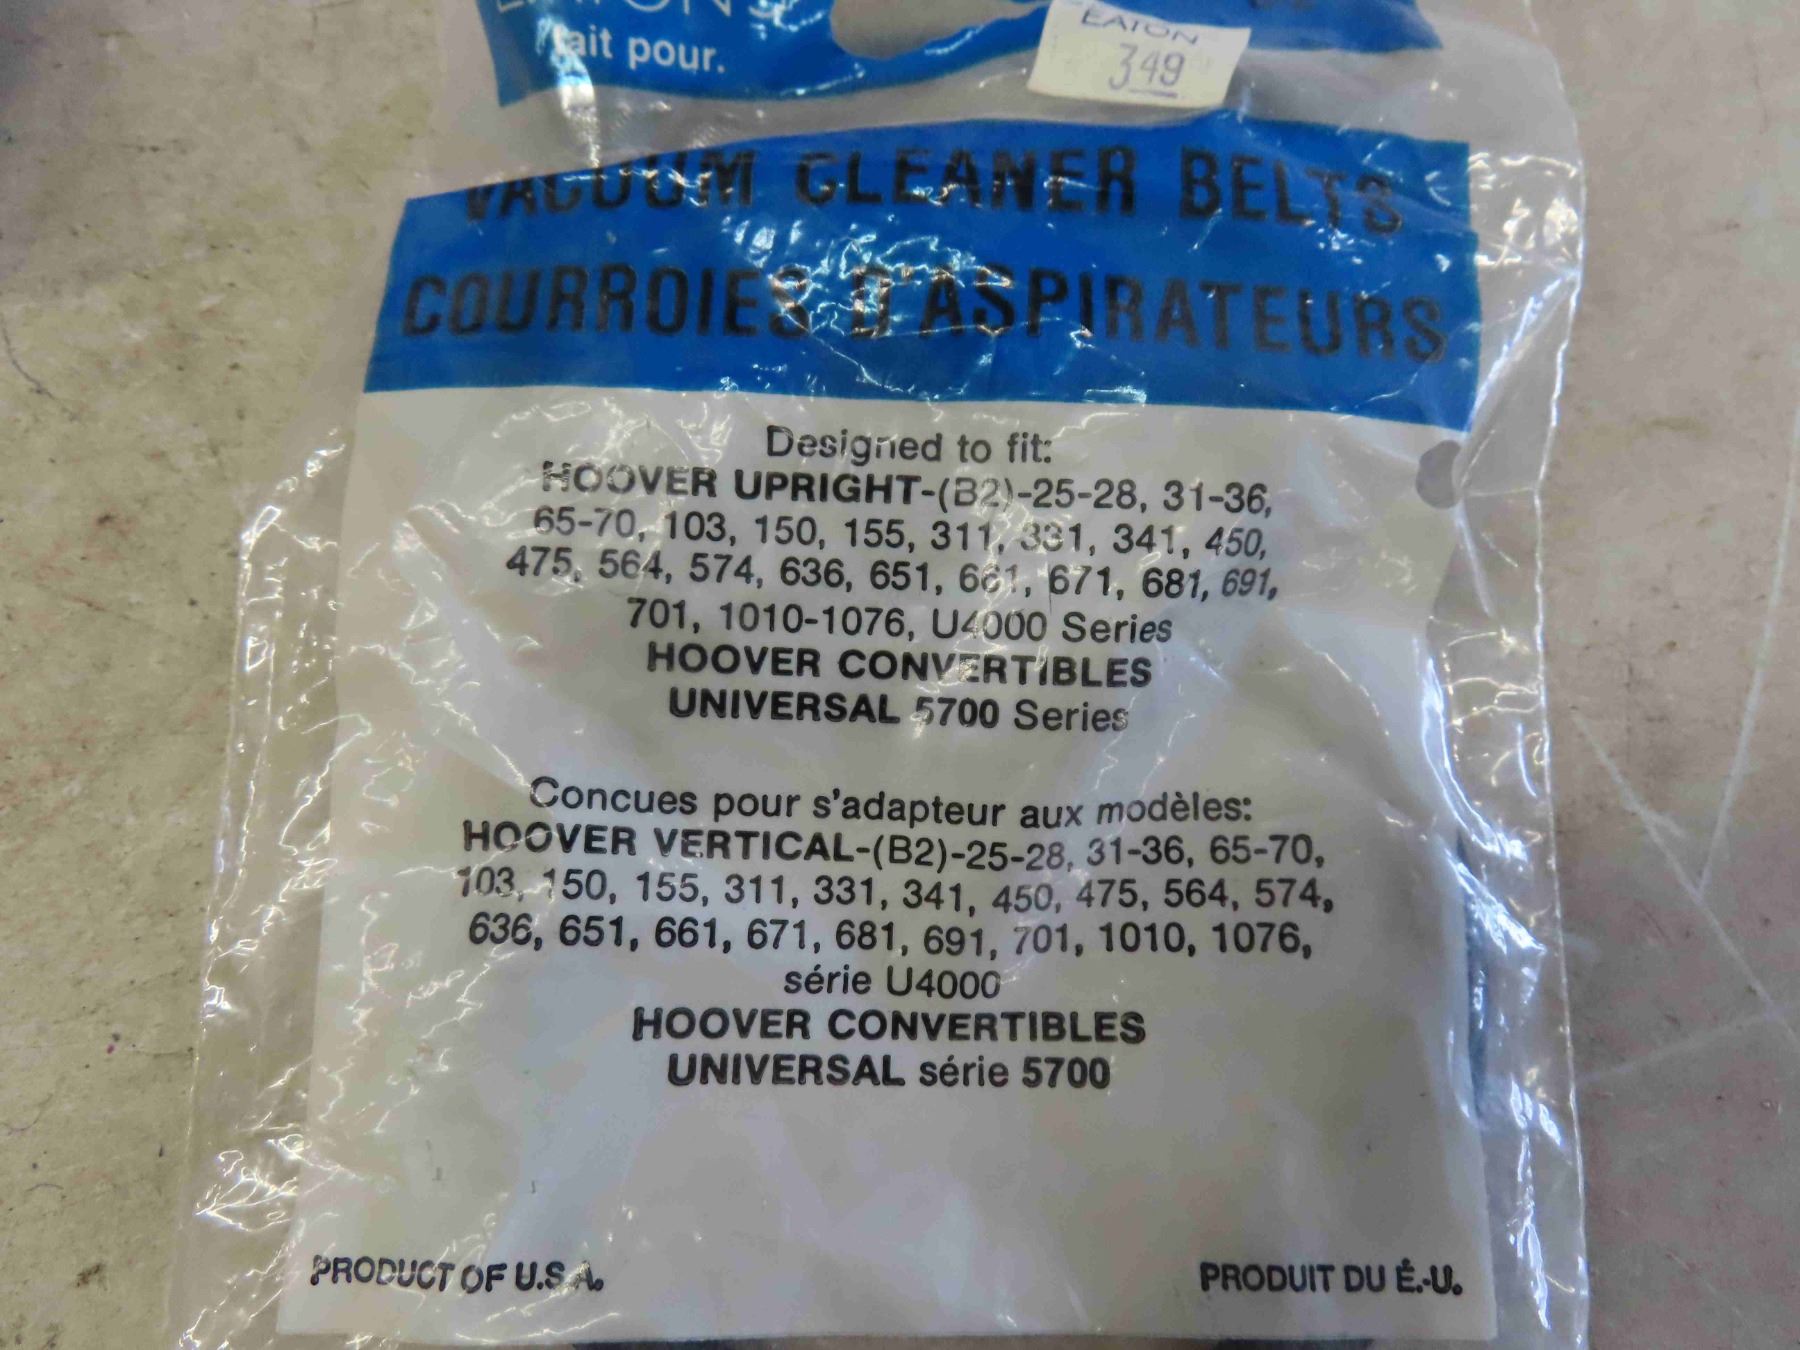 EATON'S
fait pour.
EATON
349
VACUUM CLEANER BELTS
COURROIES D'ASPIRATEURS
Designed to fit:
HOOVER UPRIGHT-(B2)-25-28, 31-36,
65-70, 103, 150, 155, 311, 331, 341, 450,
475, 564, 574, 636, 651, 661, 671, 681, 691,
701, 1010-1076, U4000 Series
HOOVER CONVERTIBLES
UNIVERSAL 5700 Series
Concues pour s'adapteur aux modèles:
HOOVER VERTICAL-(B2)-25-28, 31-36, 65-70,
103, 150, 155, 311, 331, 341, 450, 475, 564, 574,
636, 651, 661, 671, 681, 691, 701, 1010, 1076,
série U4000
HOOVER CONVERTIBLES
UNIVERSAL série 5700
PRODUCT OF U.S.A.
PRODUIT DU É.-U.